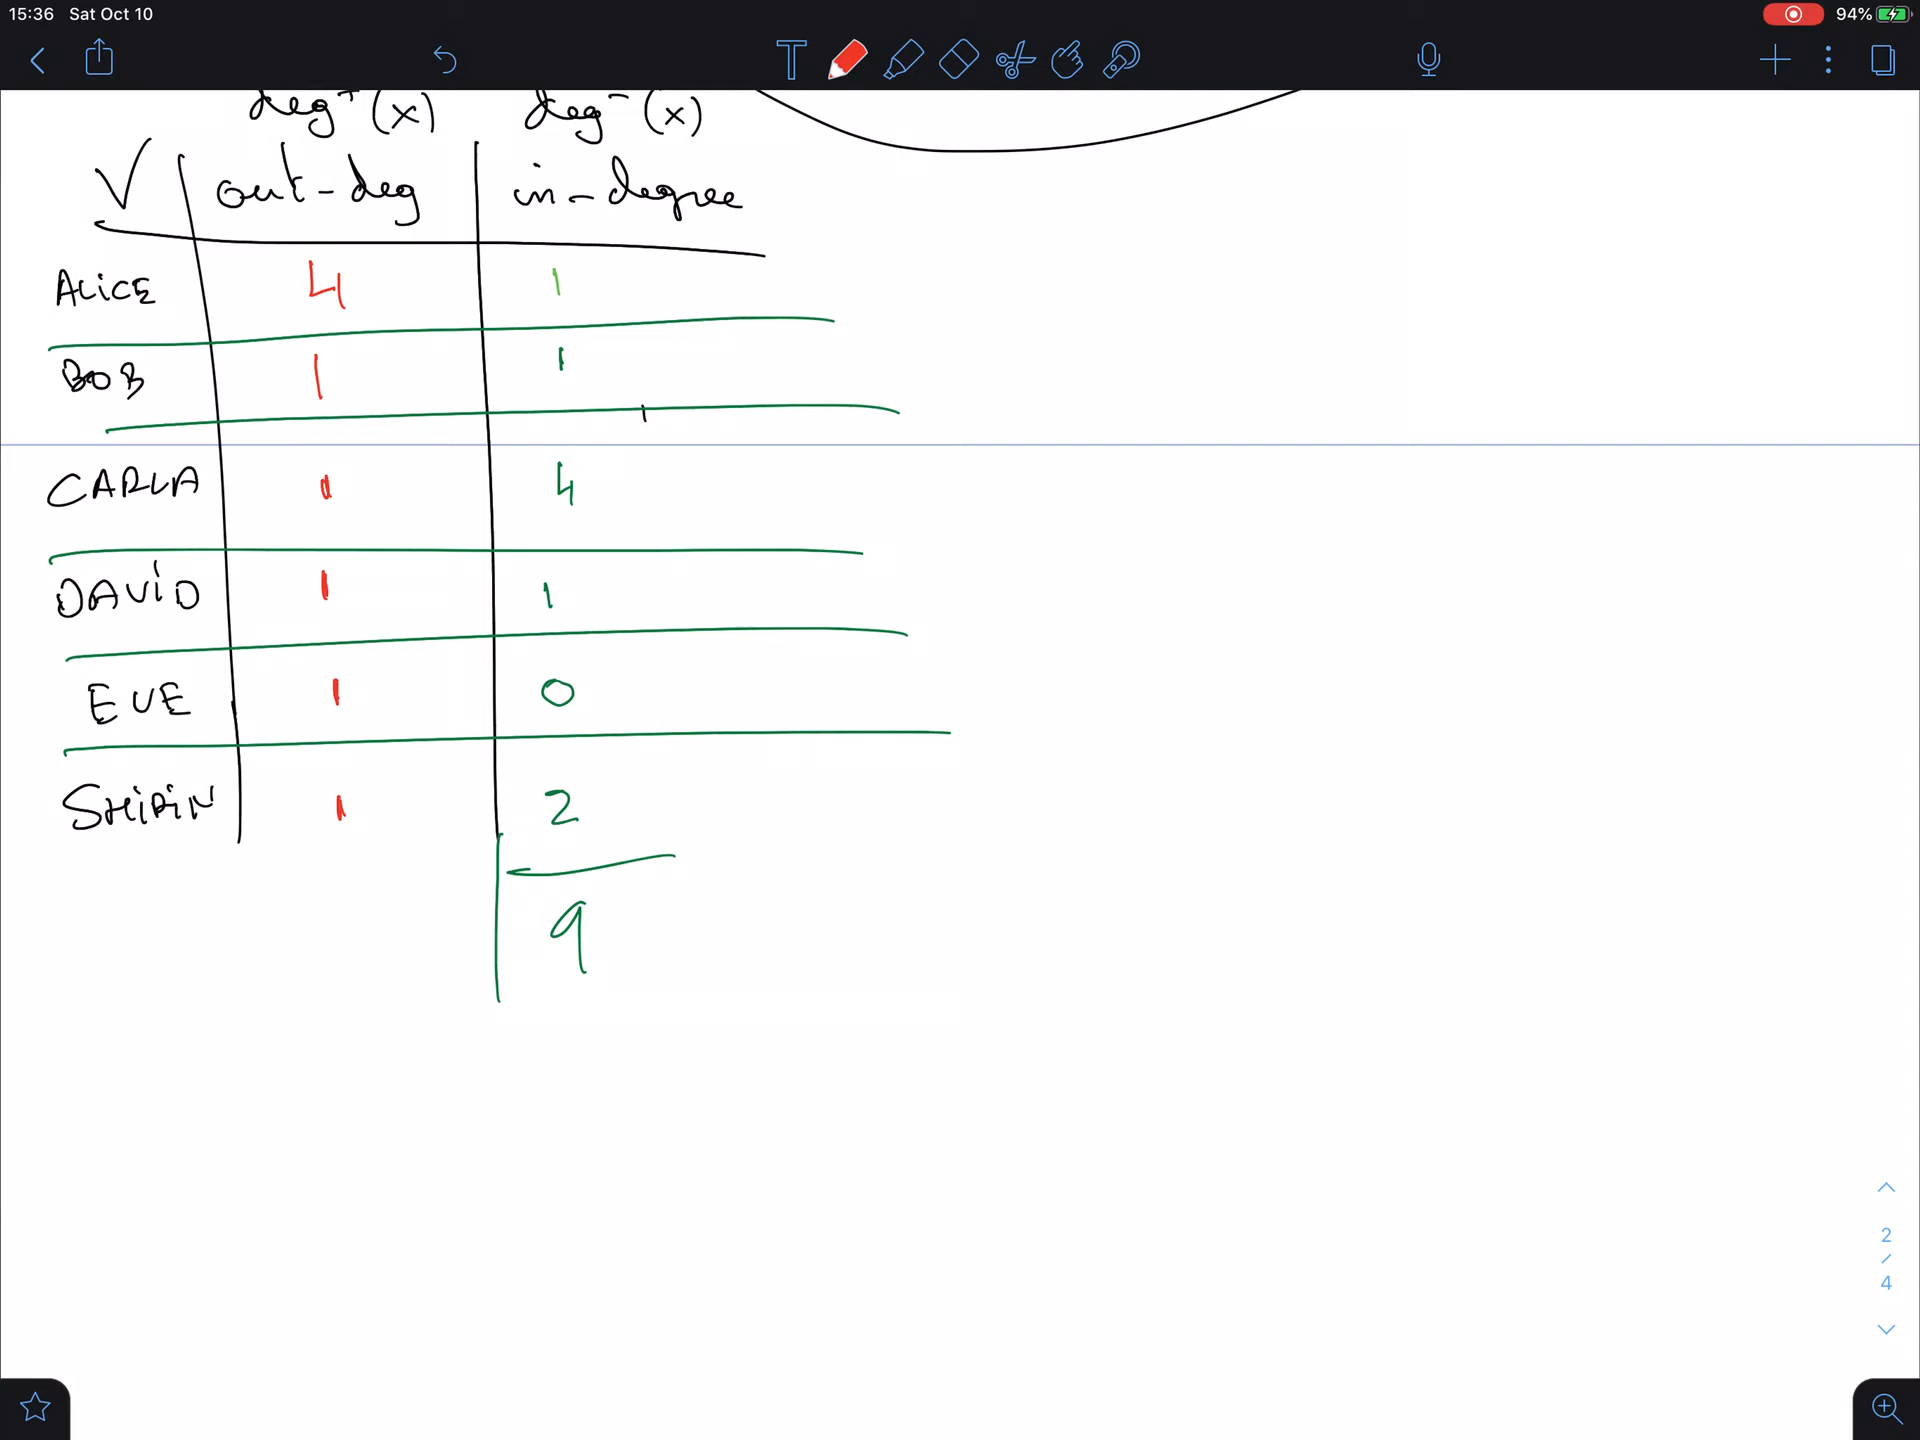 15:36 Sat Oct 10
94%
T
deg⁺(x) deg⁻(x)
V out-deg in-degree
ALICE 4 1
BOB 1 1
CARLA 1 4
DAVID 1 1
EVE 1 0
SHIRIN 1 2
9
2
/
4